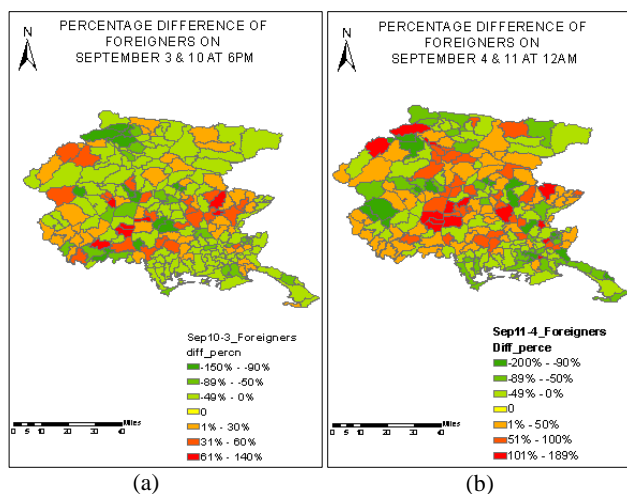 PERCENTAGE DIFFERENCE OF
FOREIGNERS ON
SEPTEMBER 3 & 10 AT 6PM
N
Sep10-3_Foreigners
diff_percn
-150% - -90%
-89% - -50%
-49% - 0%
0
1% - 30%
31% - 60%
61% - 140%
Miles
0 5 10 20 30 40
(a)
PERCENTAGE DIFFERENCE OF
FOREIGNERS ON
SEPTEMBER 4 & 11 AT 12AM
N
Sep11-4_Foreigners
Diff_perce
-200% - -90%
-89% - -50%
-49% - 0%
0
1% - 50%
51% - 100%
101% - 189%
Miles
0 5 10 20 30 40
(b)